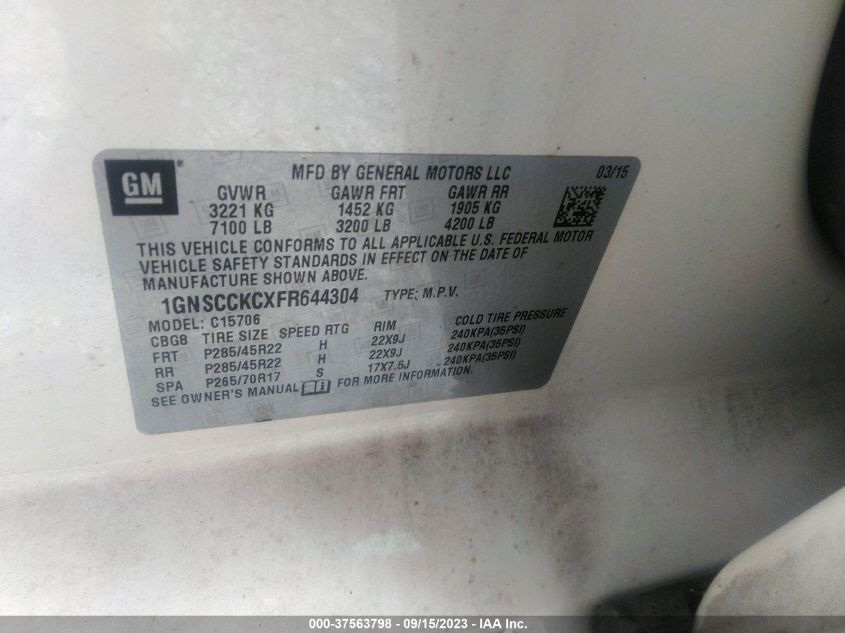 GM ®
MFD BY GENERAL MOTORS LLC 03/15
GVWR GAWR FRT GAWR RR
3221 KG 1452 KG 1905 KG
7100 LB 3200 LB 4200 LB
THIS VEHICLE CONFORMS TO ALL APPLICABLE U.S. FEDERAL MOTOR
VEHICLE SAFETY STANDARDS IN EFFECT ON THE DATE OF
MANUFACTURE SHOWN ABOVE.
1GNSCCKCXFR644304 TYPE: M.P.V.
MODEL: C15706
CBG8 TIRE SIZE SPEED RTG RIM COLD TIRE PRESSURE
FRT P285/45R22 H 22X9J 240KPA(35PSI)
RR P285/45R22 H 22X9J 240KPA(35PSI)
SPA P265/70R17 S 17X7.5J 240KPA(35PSI)
SEE OWNER'S MANUAL FOR MORE INFORMATION.
000-37563798 - 09/15/2023 - IAA Inc.